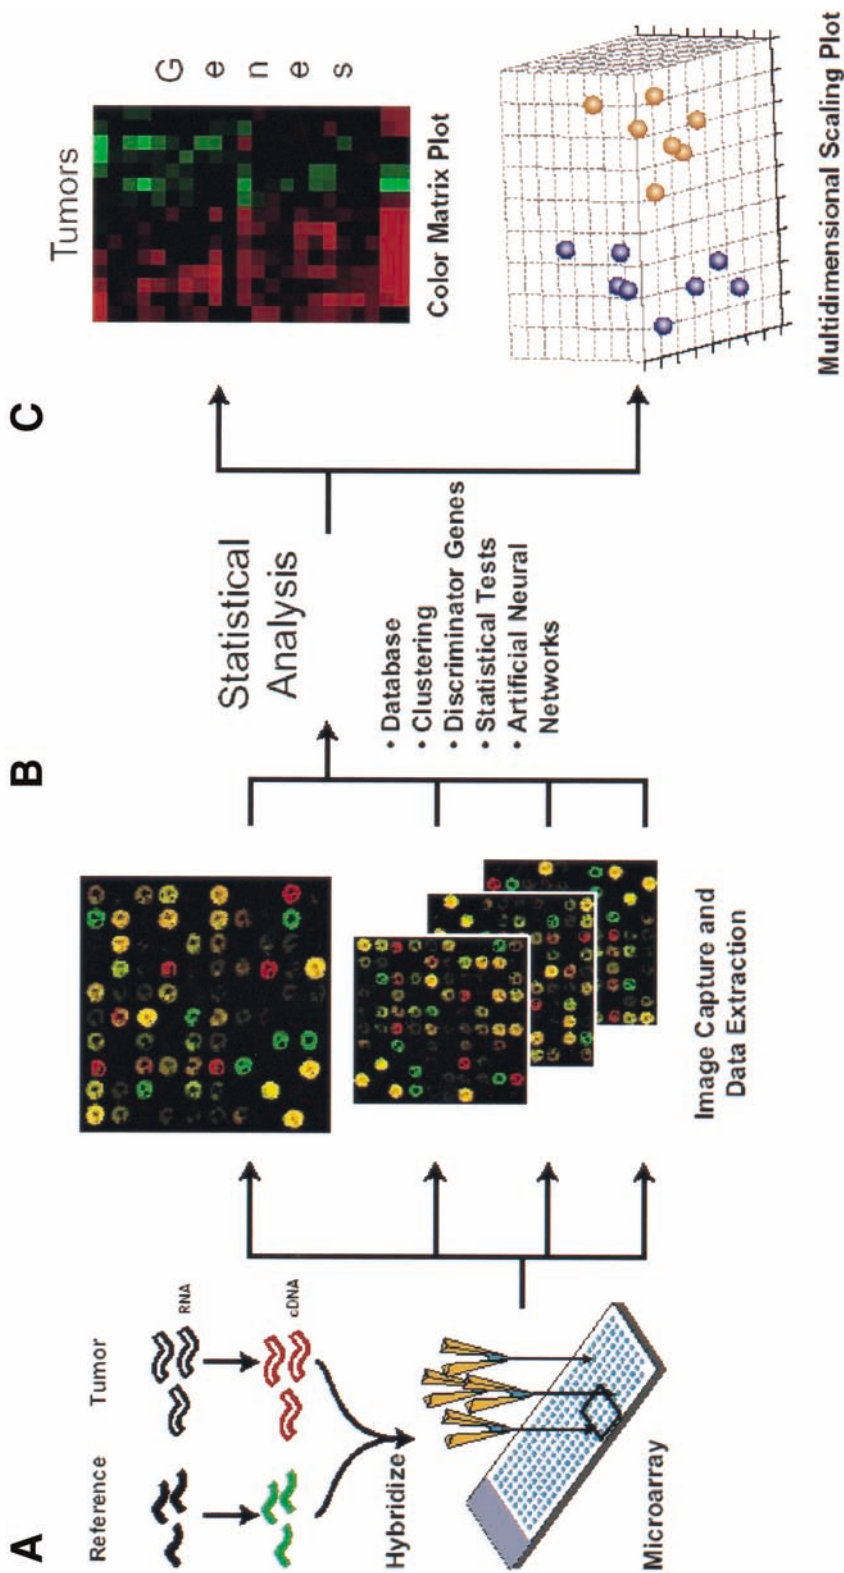 A
Reference
Tumor
RNA
cDNA
Hybridize
Microarray
Image Capture and
Data Extraction
B
Statistical
Analysis
• Database
• Clustering
• Discriminator Genes
• Statistical Tests
• Artificial Neural
Networks
C
Tumors
Genes
Color Matrix Plot
Multidimensional Scaling Plot